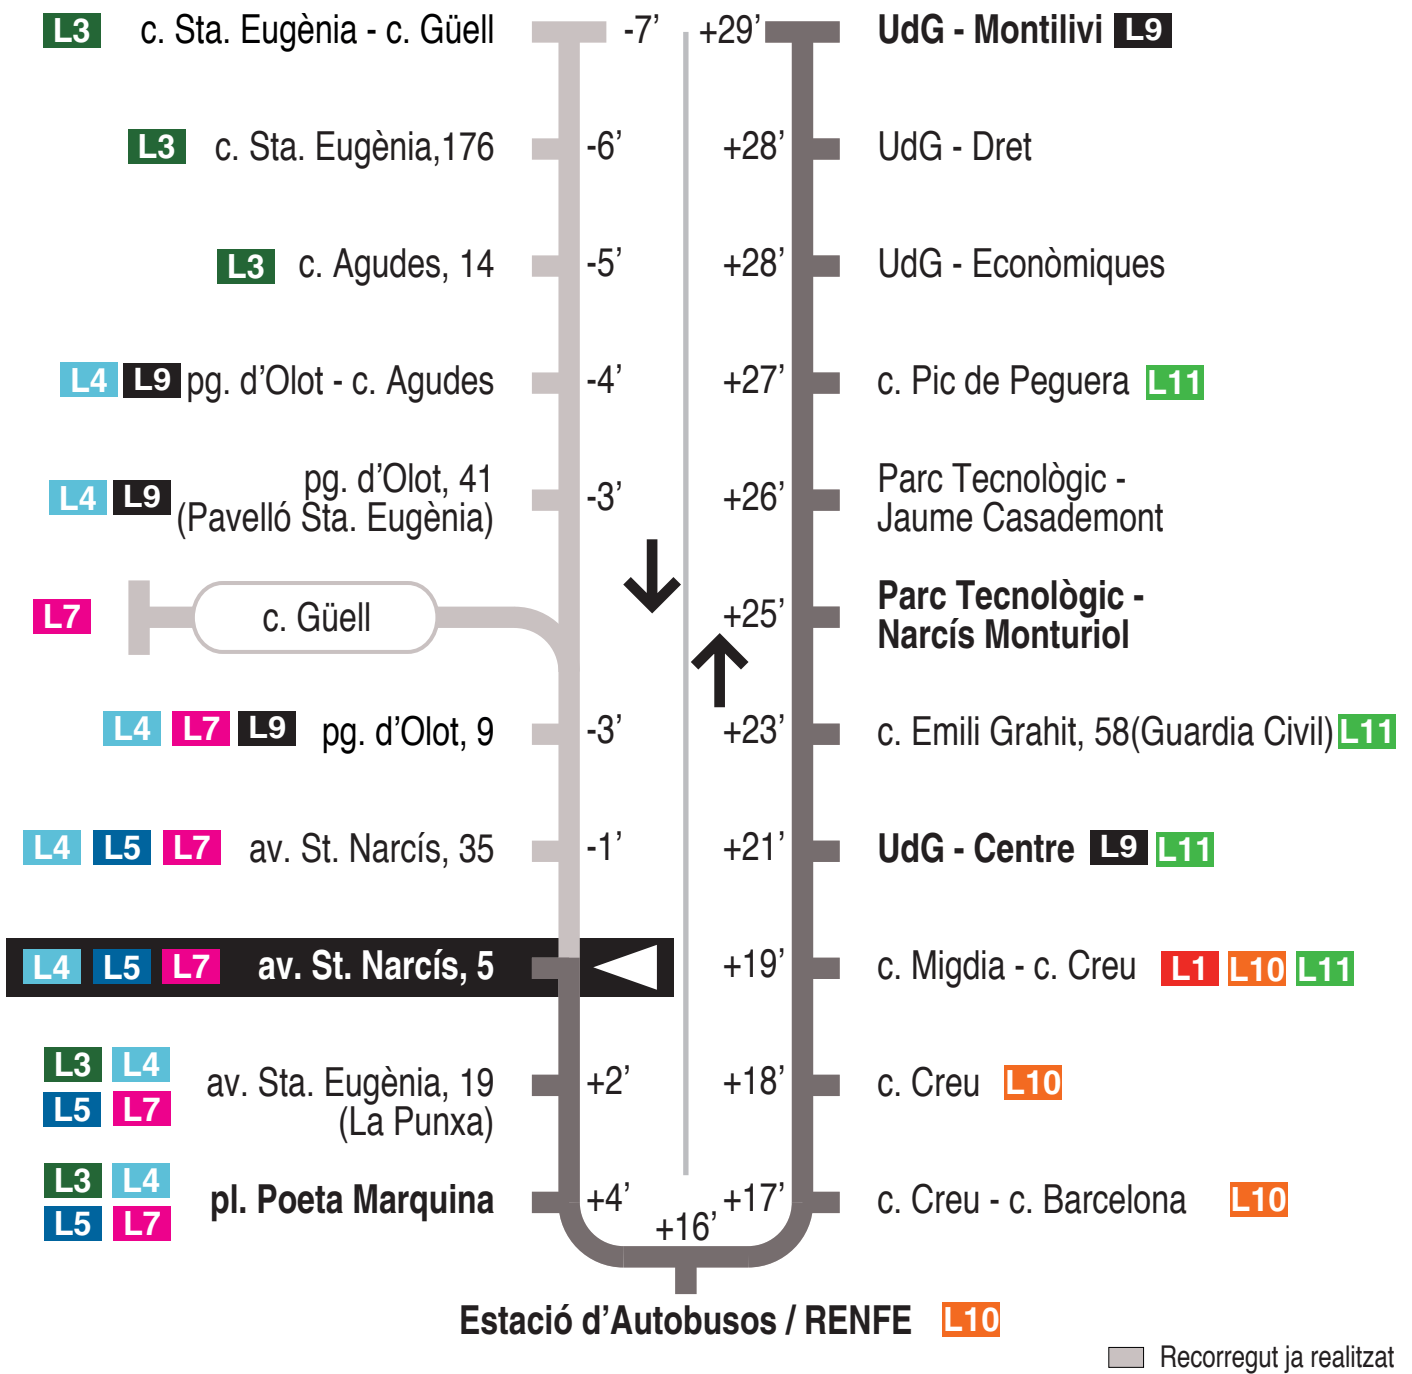 L3 c. Sta. Eugènia - c. Güell -7’
L3 c. Sta. Eugènia,176 -6’
L3 c. Agudes, 14 -5’
L4 L9 pg. d’Olot - c. Agudes -4’
L4 L9 pg. d’Olot, 41
(Pavelló Sta. Eugènia) -3’
L7 c. Güell
L4 L7 L9 pg. d’Olot, 9 -3’
L4 L5 L7 av. St. Narcís, 35 -1’
L4 L5 L7 av. St. Narcís, 5
L3 L4
L5 L7
av. Sta. Eugènia, 19 +2’
(La Punxa)
L3 L4
L5 L7
pl. Poeta Marquina +4’
+16’
Estació d’Autobusos / RENFE L10
+17’ c. Creu - c. Barcelona L10
+18’ c. Creu L10
+19’ c. Migdia - c. Creu L1 L10 L11
+21’ UdG - Centre L9 L11
+23’ c. Emili Grahit, 58(Guardia Civil) L11
+25’ Parc Tecnològic -
Narcís Monturiol
+26’ Parc Tecnològic -
Jaume Casademont
+27’ c. Pic de Peguera L11
+28’ UdG - Econòmiques
+28’ UdG - Dret
+29’ UdG - Montilivi L9
Recorregut ja realitzat